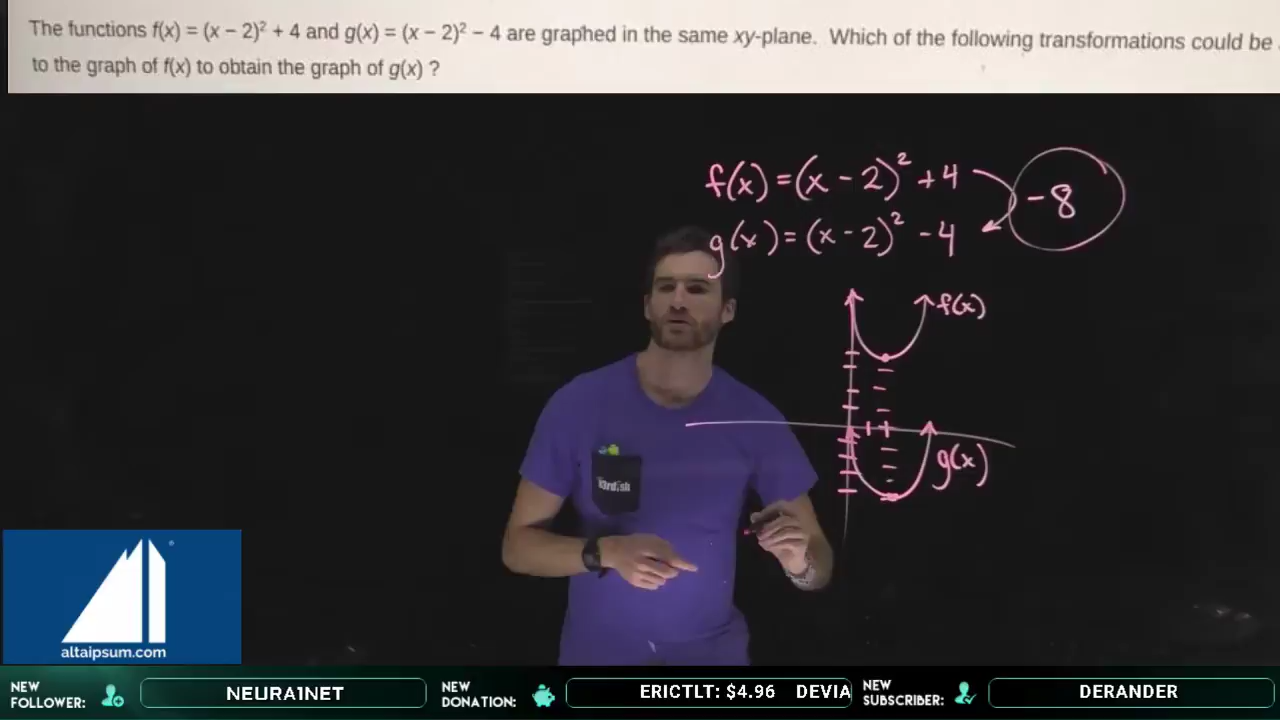 The functions f(x) = (x − 2)² + 4 and g(x) = (x − 2)² − 4 are graphed in the same xy-plane. Which of the following transformations could be
to the graph of f(x) to obtain the graph of g(x) ?
f(x) = (x − 2)² + 4
−8
g(x) = (x − 2)² − 4
f(x)
g(x)
altaipsum.com
NEW FOLLOWER:
NEURA1NET
NEW DONATION:
ERICTLT: $4.96 DEVIA
NEW SUBSCRIBER:
DERANDER